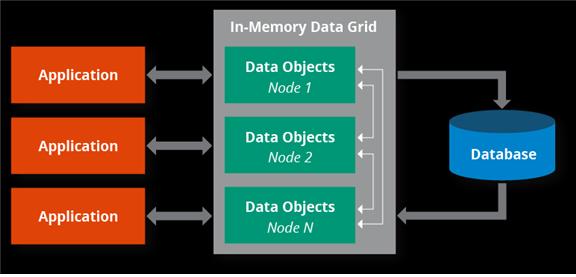 In-Memory Data Grid
Application
Data Objects
Node 1
Application
Data Objects
Node 2
Database
Application
Data Objects
Node N